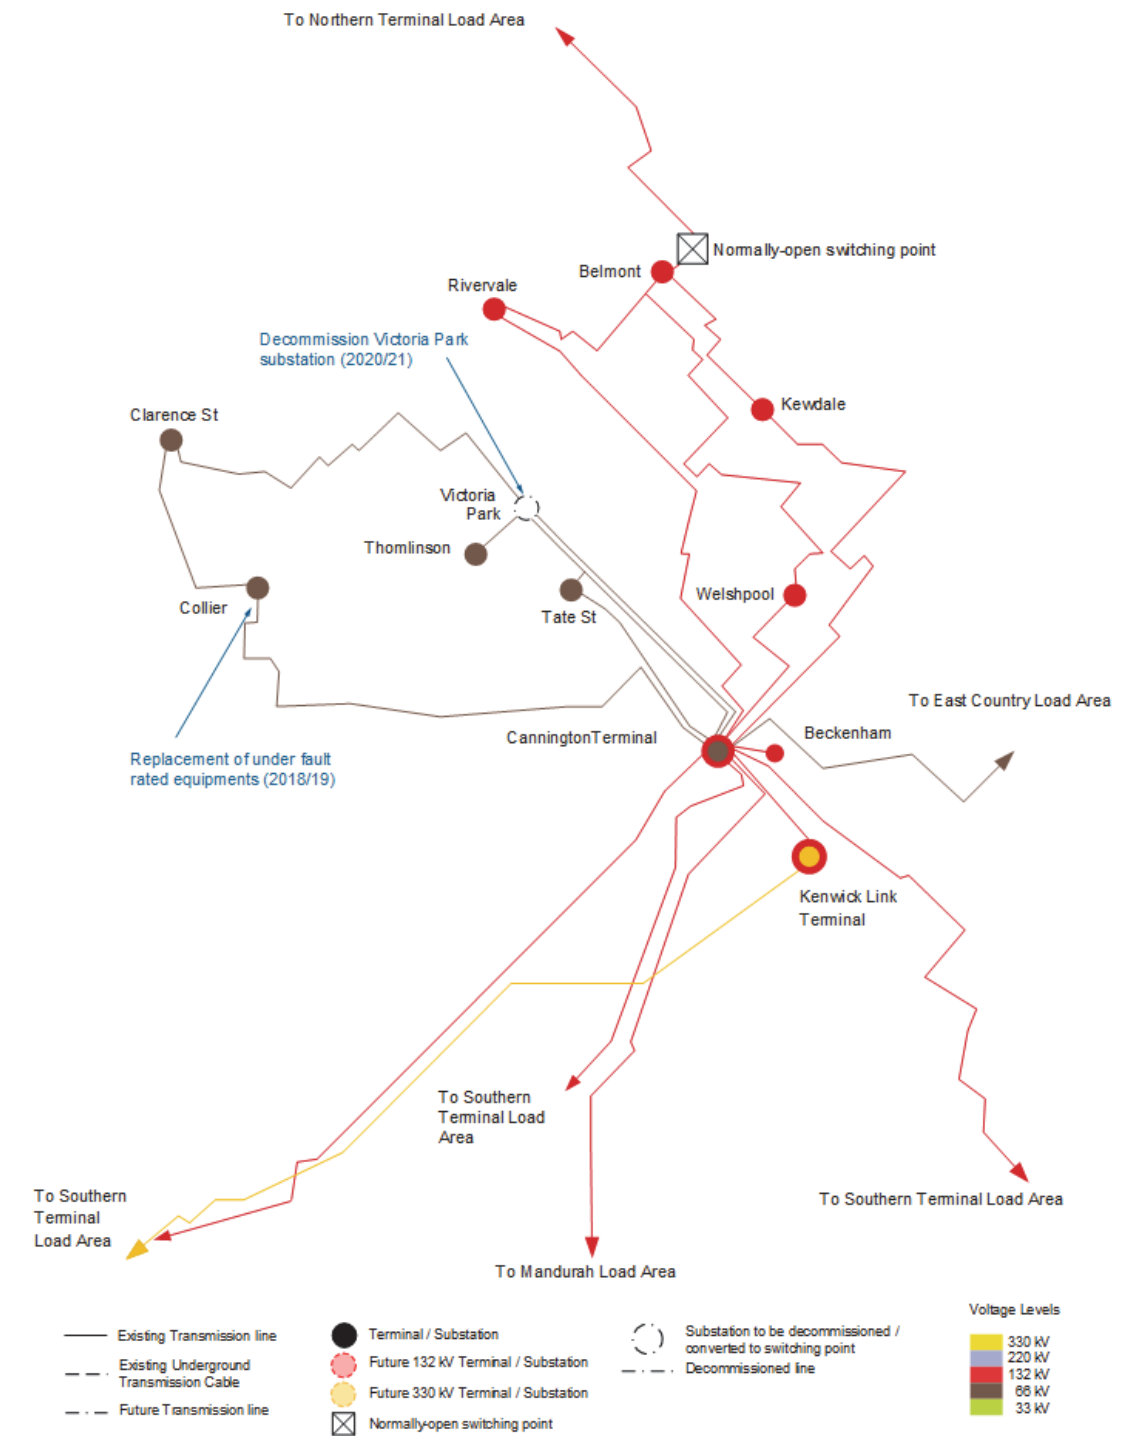 To Northern Terminal Load Area
Normally-open switching point
Belmont
Rivervale
Decommission Victoria Park
substation (2020/21)
Kewdale
Clarence St
Victoria
Park
Thomlinson
Welshpool
Collier
Tate St
To East Country Load Area
Beckenham
CanningtonTerminal
Replacement of under fault
rated equipments (2018/19)
Kenwick Link
Terminal
To Southern
Terminal Load
Area
To Southern
Terminal
Load Area
To Southern Terminal Load Area
To Mandurah Load Area
Existing Transmission line
Existing Underground
Transmission Cable
Future Transmission line
Terminal / Substation
Future 132 kV Terminal / Substation
Future 330 kV Terminal / Substation
Normally-open switching point
Substation to be decommissioned /
converted to switching point
Decommissioned line
Voltage Levels
330 kV
220 kV
132 kV
66 kV
33 kV